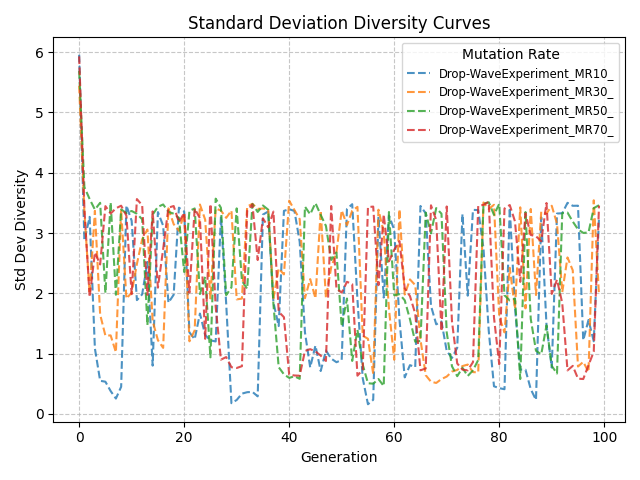 Standard Deviation Diversity Curves
Mutation Rate
Drop-WaveExperiment_MR10_
Drop-WaveExperiment_MR30_
Drop-WaveExperiment_MR50_
Drop-WaveExperiment_MR70_
Std Dev Diversity
6
5
4
3
2
1
0
0 20 40 60 80 100
Generation